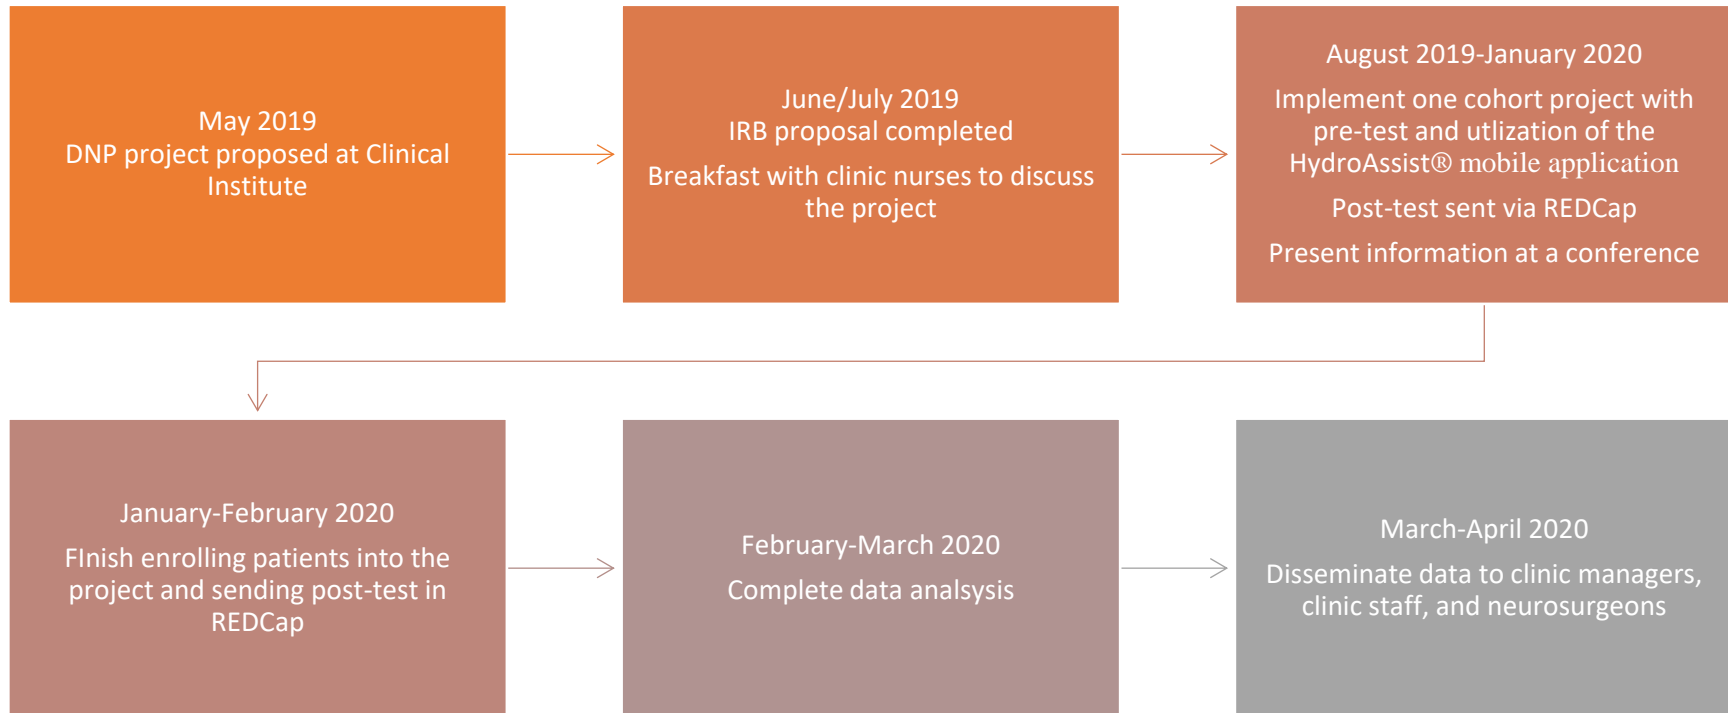 May 2019
DNP project proposed at Clinical
Institute
June/July 2019
IRB proposal completed
Breakfast with clinic nurses to discuss
the project
August 2019-January 2020
Implement one cohort project with
pre-test and utlization of the
HydroAssist® mobile application
Post-test sent via REDCap
Present information at a conference
January-February 2020
FInish enrolling patients into the
project and sending post-test in
REDCap
February-March 2020
Complete data analsysis
March-April 2020
Disseminate data to clinic managers,
clinic staff, and neurosurgeons